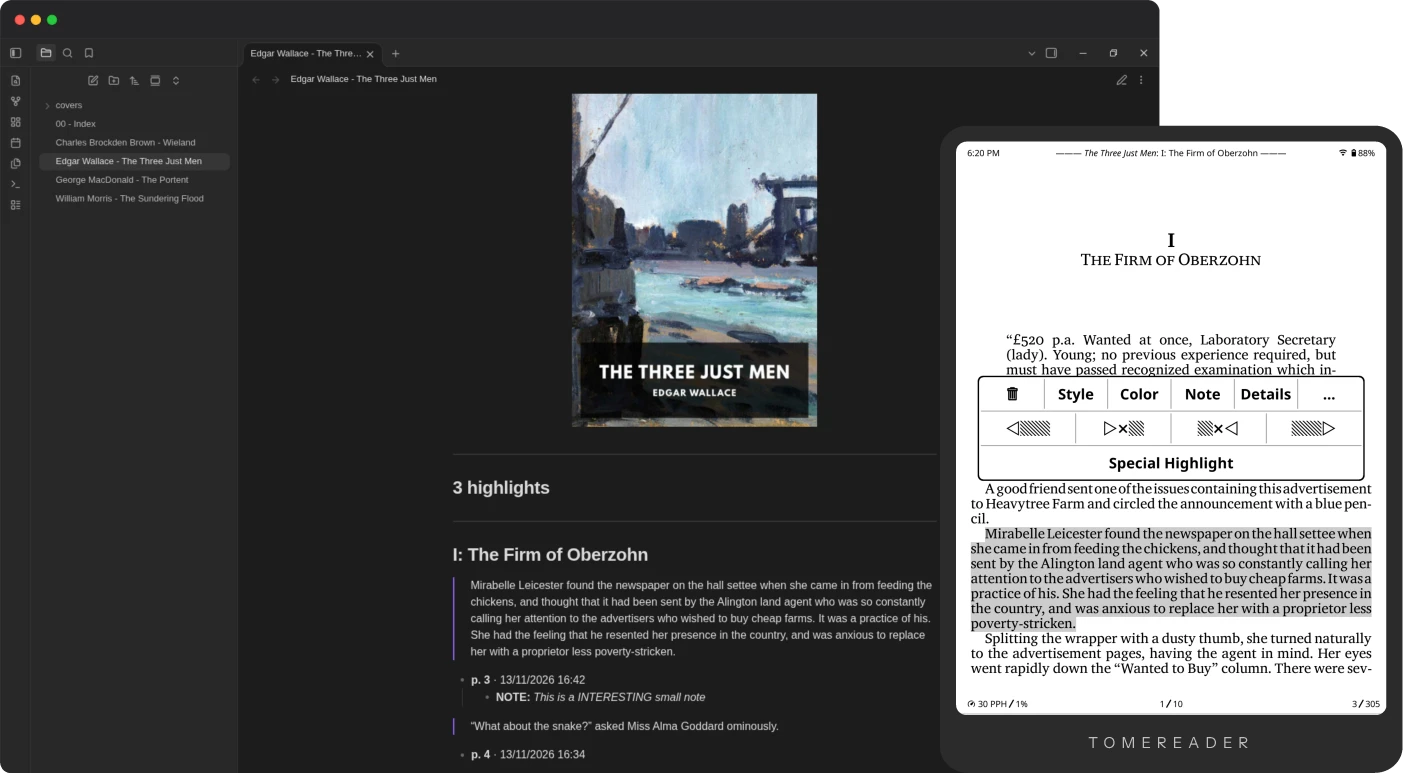 Edgar Wallace - The Thre…
Edgar Wallace - The Three Just Men
covers
00 - Index
Charles Brockden Brown - Wieland
Edgar Wallace - The Three Just Men
George MacDonald - The Portent
William Morris - The Sundering Flood
THE THREE JUST MEN
EDGAR WALLACE
3 highlights
I: The Firm of Oberzohn
Mirabelle Leicester found the newspaper on the hall settee when she came in from feeding the
chickens, and thought that it had been sent by the Alington land agent who was so constantly
calling her attention to the advertisers who wished to buy cheap farms. It was a practice of his.
She had the feeling that he resented her presence in the country, and was anxious to replace
her with a proprietor less poverty-stricken.
p. 3 · 13/11/2026 16:42
NOTE: This is a INTERESTING small note
“What about the snake?” asked Miss Alma Goddard ominously.
p. 4 · 13/11/2026 16:34
6:20 PM
The Three Just Men: I: The Firm of Oberzohn
88%
I
THE FIRM OF OBERZOHN
“£520 p.a. Wanted at once, Laboratory Secretary
(lady). Young; no previous experience required, but
must have passed recognized examination which in-
Style Color Note Details ...
Special Highlight
A good friend sent one of the issues containing this advertisement
to Heavytree Farm and circled the announcement with a blue pen-
cil.
Mirabelle Leicester found the newspaper on the hall settee when
she came in from feeding the chickens, and thought that it had been
sent by the Alington land agent who was so constantly calling her
attention to the advertisers who wished to buy cheap farms. It was a
practice of his. She had the feeling that he resented her presence in
the country, and was anxious to replace her with a proprietor less
poverty-stricken.
Splitting the wrapper with a dusty thumb, she turned naturally
to the advertisement pages, having the agent in mind. Her eyes
went rapidly down the “Wanted to Buy” column. There were sev-
30 PPH / 1%
1 / 10
3 / 305
TOMEREADER